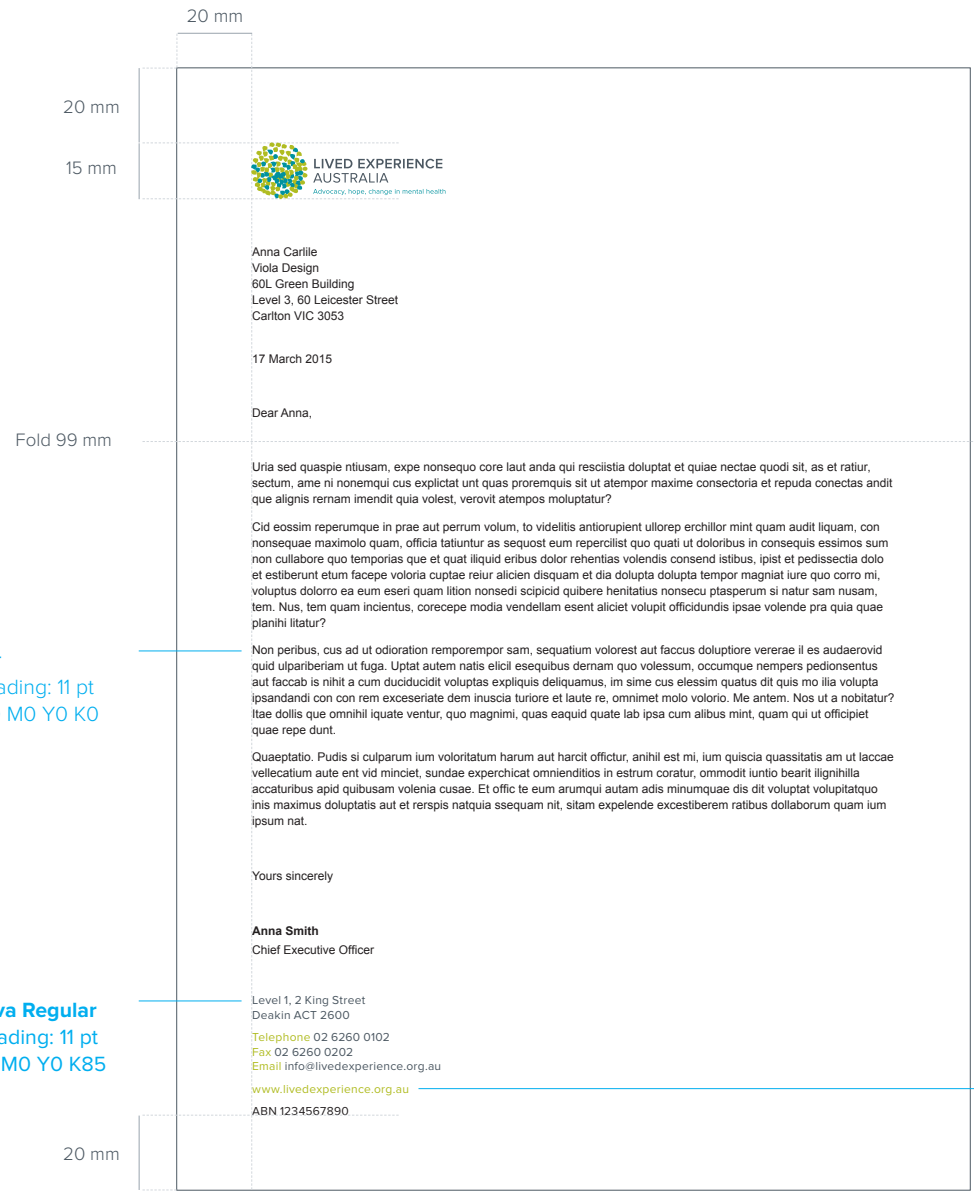 20 mm
20 mm
15 mm
LIVED EXPERIENCE
AUSTRALIA
Advocacy, hope, change in mental health
Anna Carlile
Viola Design
60L Green Building
Level 3, 60 Leicester Street
Carlton VIC 3053
17 March 2015
Dear Anna,
Fold 99 mm
Uria sed quaspie ntiusam, expe nonsequo core laut anda qui resciistia doluptat et quiae nectae quodi sit, as et ratiur,
sectum, ame ni nonemqui cus explictat unt quas proremquis sit ut atempor maxime consectoria et repuda conectas andit
que alignis rernam imendit quia volest, verovit atempos moluptatur?
Cid eossim reperumque in prae aut perrum volum, to videlitis antiorupient ullorep erchillor mint quam audit liquam, con
nonsequae maximolo quam, officia tatiuntur as sequost eum repercilist quo quati ut doloribus in consequis essimos sum
non cullabore quo temporias que et quat iliquid eribus dolor rehentias volendis consend istibus, ipist et pedissectia dolo
et estiberunt etum facepe voloria cuptae reiur alicien disquam et dia dolupta dolupta tempor magniat iure quo corro mi,
voluptus dolorro ea eum eseri quam lition nonsedi scipicid quibere henitatius nonsecu ptasperum si natur sam nusam,
tem. Nus, tem quam incientus, corecepe modia vendellam esent aliciet volupit officidundis ipsae volende pra quia quae
planihi litatur?
Non peribus, cus ad ut odioration remporempor sam, sequatium volorest aut faccus doluptiore vererae il es audaerovid
quid ulpariberiam ut fuga. Uptat autem natis elicil esequibus dernam quo volessum, occumque nempers pedionsentus
aut faccab is nihit a cum duciducidit voluptas expliquis deliquamus, im sime cus elessim quatus dit quis mo ilia volupta
ipsandandi con con rem exceseriate dem inuscia turiore et laute re, omnimet molo volorio. Me antem. Nos ut a nobitatur?
Itae dollis que omnihil iquate ventur, quo magnimi, quas eaquid quate lab ipsa cum alibus mint, quam qui ut officipiet
quae repe dunt.
ading: 11 pt
M0 Y0 K0
Quaeptatio. Pudis si culparum ium voloritatum harum aut harcit offictur, anihil est mi, ium quiscia quassitatis am ut laccae
vellecatium aute ent vid minciet, sundae experchicat omnienditios in estrum coratur, ommodit iuntio bearit ilignihilla
accaturibus apid quibusam volenia cusae. Et offic te eum arumqui autam adis minumquae dis dit voluptat volupitatquo
inis maximus doluptatis aut et rerspis natquia ssequam nit, sitam expelende excestiberem ratibus dollaborum quam ium
ipsum nat.
Yours sincerely
Anna Smith
Chief Executive Officer
va Regular
ading: 11 pt
M0 Y0 K85
Level 1, 2 King Street
Deakin ACT 2600
Telephone 02 6260 0102
Fax 02 6260 0202
Email info@livedexperience.org.au
www.livedexperience.org.au
ABN 1234567890
20 mm